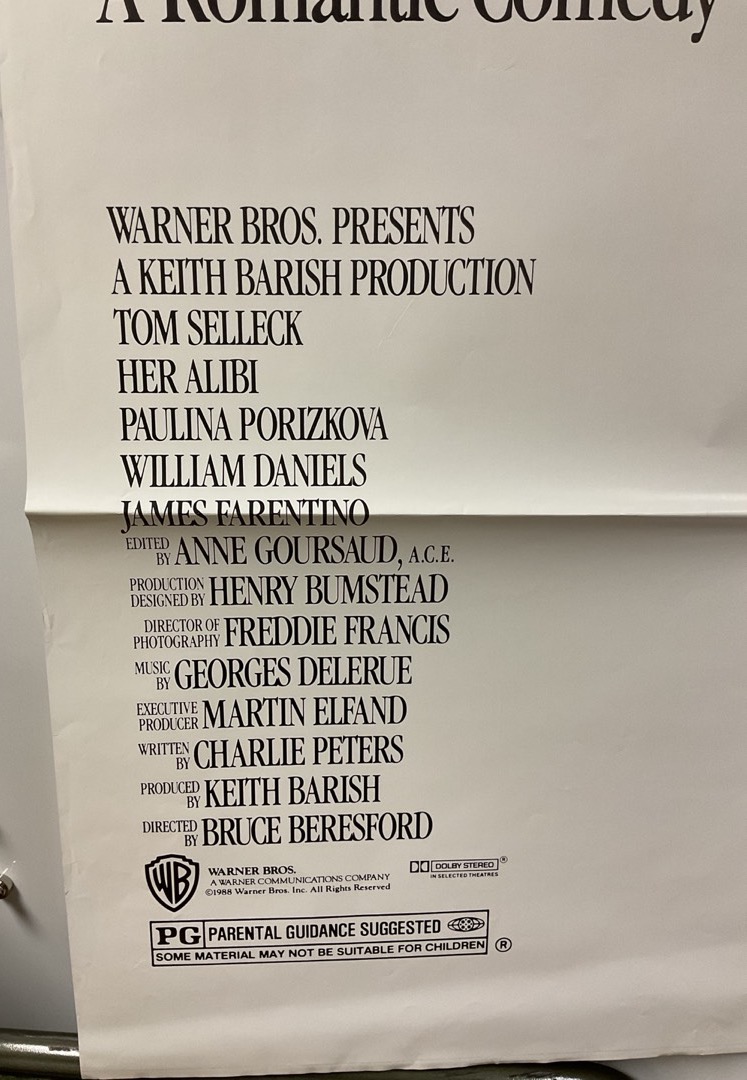 A Romantic Comedy
WARNER BROS. PRESENTS
A KEITH BARISH PRODUCTION
TOM SELLECK
HER ALIBI
PAULINA PORIZKOVA
WILLIAM DANIELS
JAMES FARENTINO
EDITED BY ANNE GOURSAUD, A.C.E.
PRODUCTION DESIGNED BY HENRY BUMSTEAD
DIRECTOR OF PHOTOGRAPHY FREDDIE FRANCIS
MUSIC BY GEORGES DELERUE
EXECUTIVE PRODUCER MARTIN ELFAND
WRITTEN BY CHARLIE PETERS
PRODUCED BY KEITH BARISH
DIRECTED BY BRUCE BERESFORD
WB
WARNER BROS.
A WARNER COMMUNICATIONS COMPANY
©1988 Warner Bros. Inc. All Rights Reserved
DOLBY STEREO ®
IN SELECTED THEATRES
PG PARENTAL GUIDANCE SUGGESTED
SOME MATERIAL MAY NOT BE SUITABLE FOR CHILDREN ®